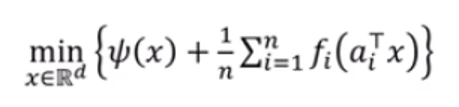 min_{x∈ℝ^d} {ψ(x) + 1/n ∑_{i=1}^{n} f_i(a_i^⊤ x)}